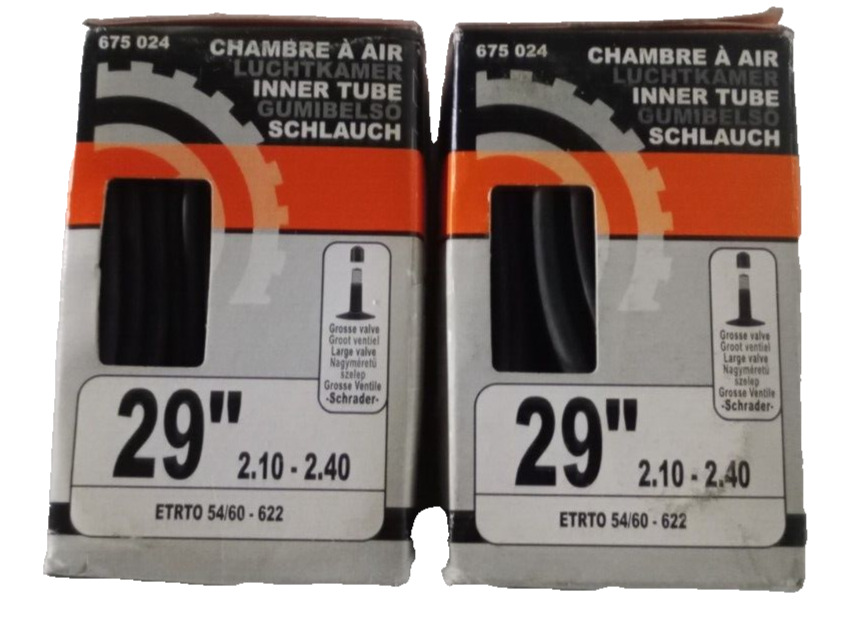 675 024
CHAMBRE À AIR
LUCHTKAMER
INNER TUBE
GUMIBELSO
SCHLAUCH
Grosse valve
Groot ventiel
Large valve
Nagyméretü
szelep
Grosse Ventile
-Schrader-
29"
2.10 - 2.40
ETRTO 54/60 - 622
675 024
CHAMBRE À AIR
LUCHTKAMER
INNER TUBE
GUMIBELSO
SCHLAUCH
Grosse valve
Groot ventiel
Large valve
Nagyméretü
szelep
Grosse Ventile
-Schrader-
29"
2.10 - 2.40
ETRTO 54/60 - 622